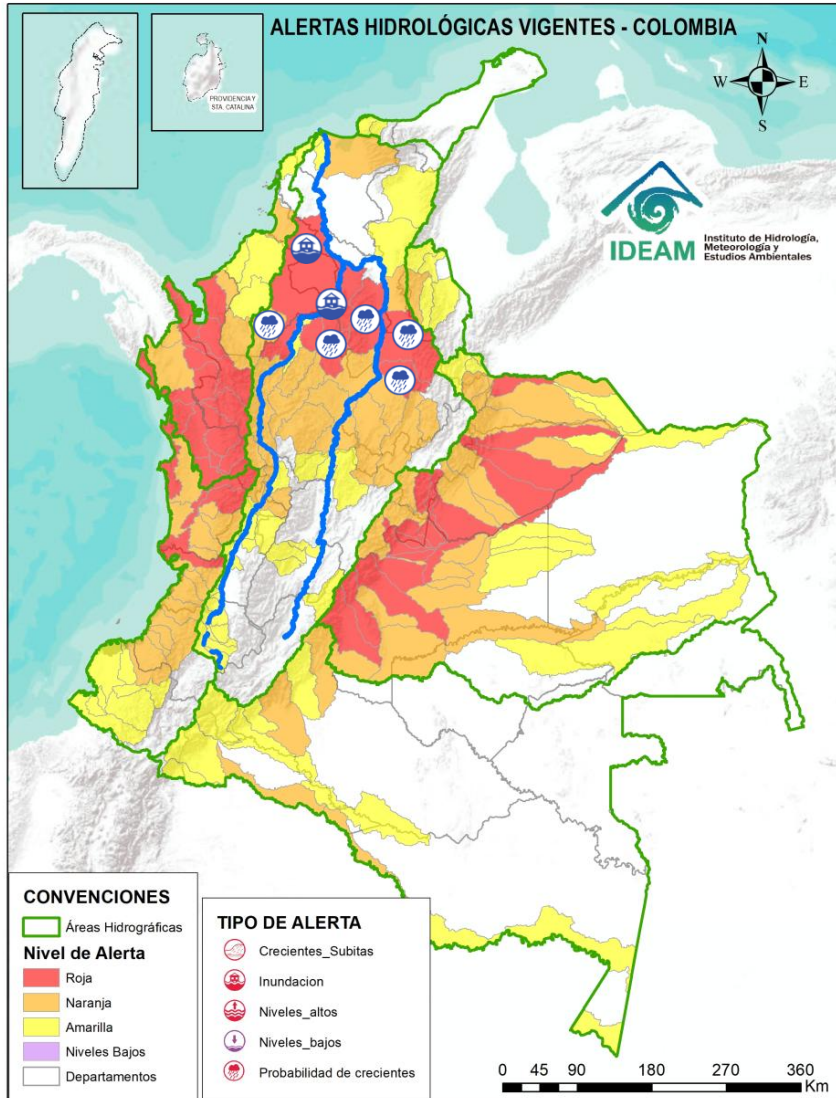 ALERTAS HIDROLÓGICAS VIGENTES - COLOMBIA
PROVIDENCIA Y
STA. CATALINA
N
W E
S
IDEAM
Instituto de Hidrología,
Meteorología y
Estudios Ambientales
CONVENCIONES
Áreas Hidrográficas
Nivel de Alerta
Roja
Naranja
Amarilla
Niveles Bajos
Departamentos
TIPO DE ALERTA
Crecientes_Subitas
Inundacion
Niveles_altos
Niveles_bajos
Probabilidad de crecientes
0 45 90 180 270 360
Km